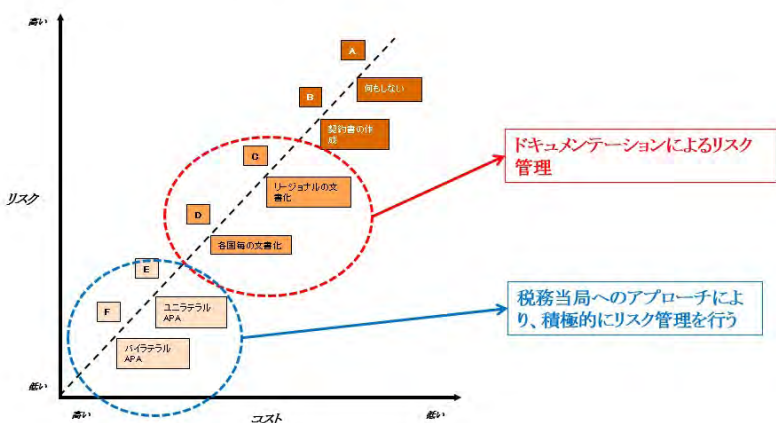 高い
A
何もしない
B
契約書の作
成
C
リージョナルの文
書化
D
各国毎の文書化
E
ユニラテラル
APA
F
バイラテラル
APA
リスク
低い
高い
コスト
低い
ドキュメンテーションによるリスク
管理
税務当局へのアプローチによ
り、積極的にリスク管理を行う